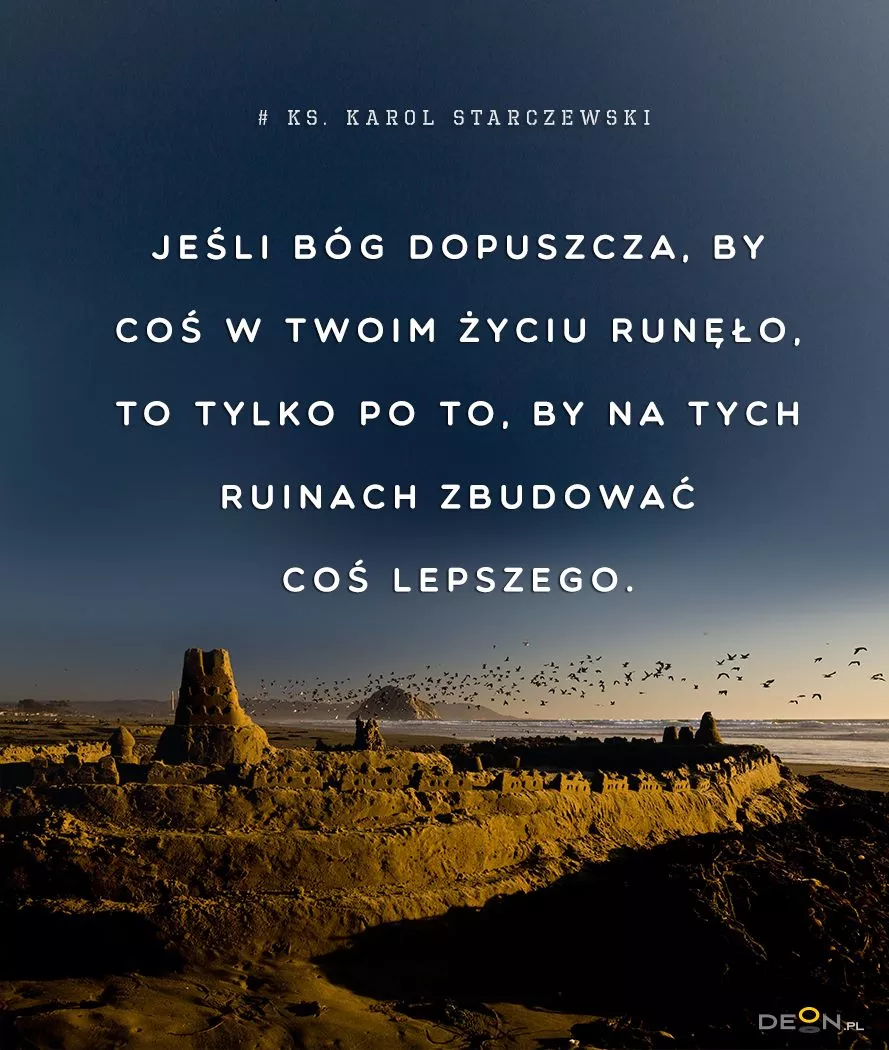 # KS. KAROL STARCZEWSKI
JEŚLI BÓG DOPUSZCZA, BY
COŚ W TWOIM ŻYCIU RUNĘŁO,
TO TYLKO PO TO, BY NA TYCH
RUINACH ZBUDOWAĆ
COŚ LEPSZEGO.
DEON.PL